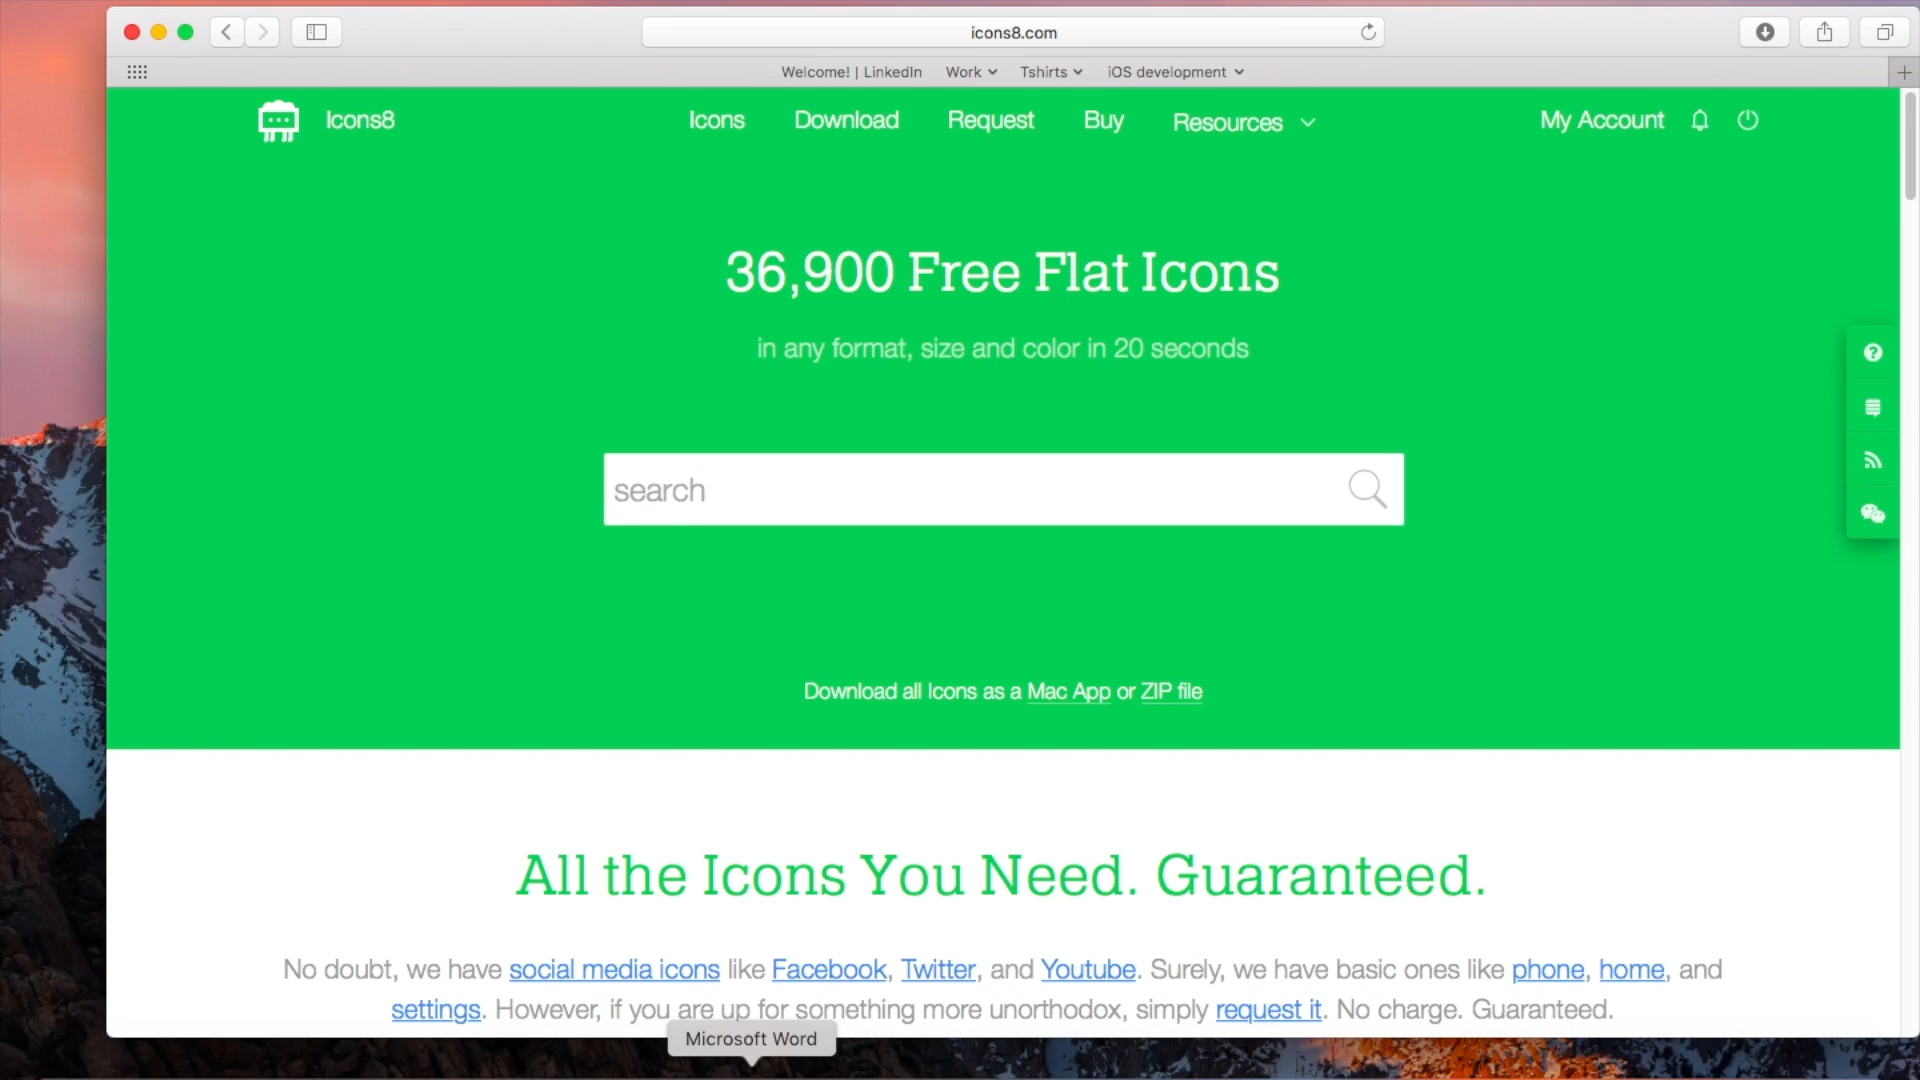 icons8.com
Welcome! | LinkedIn Work Tshirts iOS development
Icons8 Icons Download Request Buy Resources My Account
36,900 Free Flat Icons
in any format, size and color in 20 seconds
search
Download all Icons as a Mac App or ZIP file
All the Icons You Need. Guaranteed.
No doubt, we have social media icons like Facebook, Twitter, and Youtube. Surely, we have basic ones like phone, home, and
settings. However, if you are up for something more unorthodox, simply request it. No charge. Guaranteed.
Microsoft Word